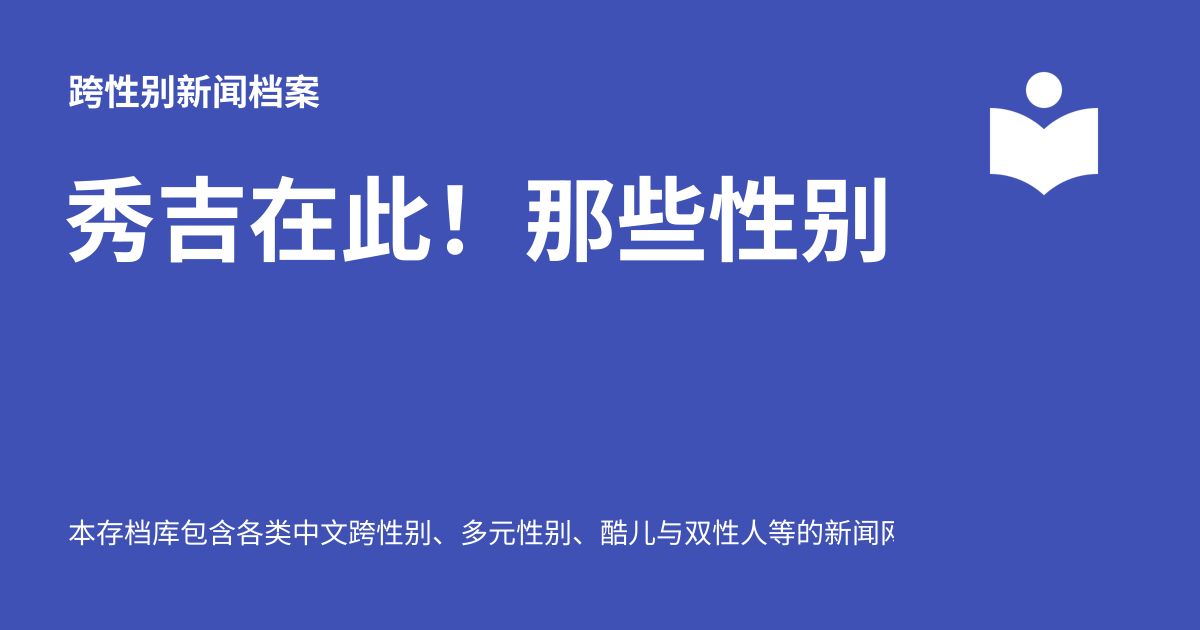 跨性别新闻档案
秀吉在此！那些性别
本存档库包含各类中文跨性别、多元性别、酷儿与双性人等的新闻